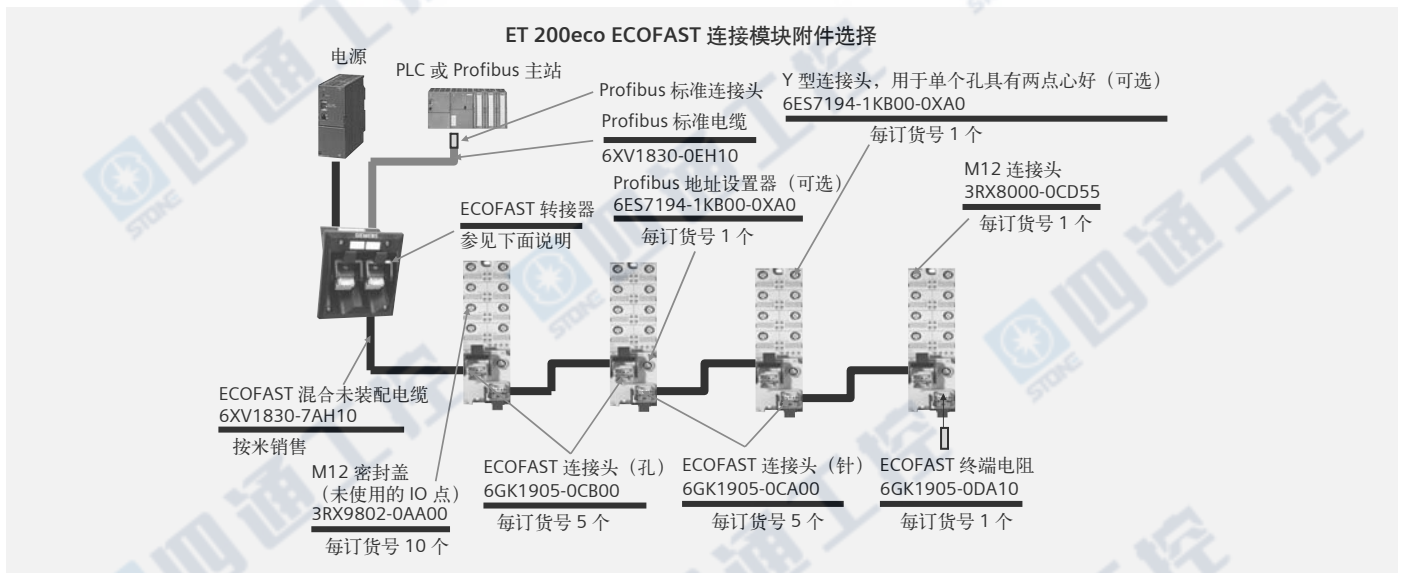 ET 200eco ECOFAST 连接模块附件选择
电源
PLC 或 Profibus 主站
Profibus 标准连接头
Profibus 标准电缆
6XV1830-0EH10
Profibus 地址设置器（可选）
6ES7194-1KB00-0XA0
每订货号 1 个
Y 型连接头，用于单个孔具有两点心好（可选）
6ES7194-1KB00-0XA0
每订货号 1 个
M12 连接头
3RX8000-0CD55
每订货号 1 个
ECOFAST 转接器
参见下面说明
SIEMENS
ECOFAST 混合未装配电缆
6XV1830-7AH10
按米销售
M12 密封盖
（未使用的 IO 点）
3RX9802-0AA00
每订货号 10 个
ECOFAST 连接头（孔）
6GK1905-0CB00
每订货号 5 个
ECOFAST 连接头（针）
6GK1905-0CA00
每订货号 5 个
ECOFAST 终端电阻
6GK1905-0DA10
每订货号 1 个
四通工控
STONE